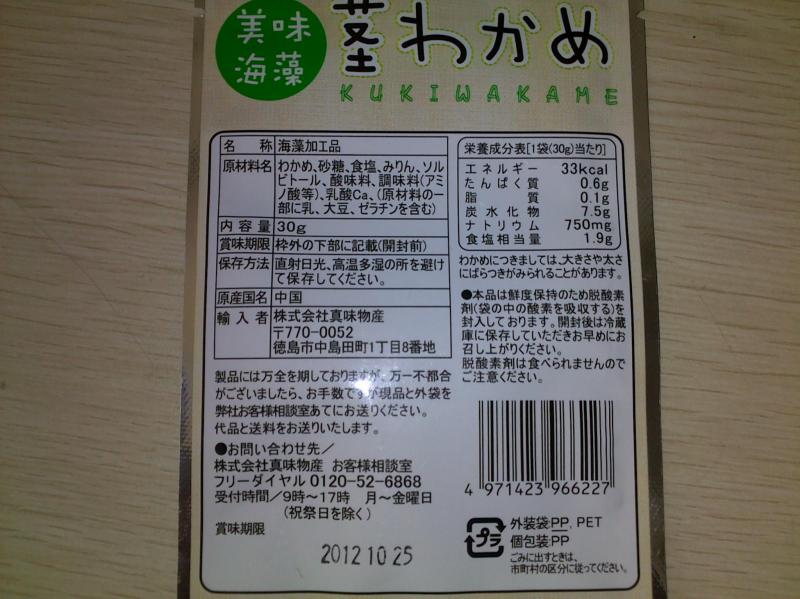 美味
海藻
茎わかめ
KUKIWAKAME
名 称 海藻加工品
原材料名 わかめ、砂糖、食塩、みりん、ソル
ビトール、酸味料、調味料(アミ
ノ酸等)、乳酸Ca、(原材料の一
部に乳、大豆、ゼラチンを含む)
内容量 30g
賞味期限 枠外の下部に記載(開封前)
保存方法 直射日光、高温多湿の所を避け
て保存してください。
原産国名 中国
輸入者 株式会社真味物産
〒770-0052
徳島市中島田町1丁目8番地
製品には万全を期しておりますが、万一不都合
がございましたら、お手数ですが現品と外袋を
弊社お客様相談室あてにお送りください。
代品と送料をお送りいたします。
●お問い合わせ先/
株式会社真味物産 お客様相談室
フリーダイヤル 0120-52-6868
受付時間/9時〜17時 月〜金曜日
(祝祭日を除く)
賞味期限
2012 10 25
栄養成分表[1袋(30g)当たり]
エネルギー 33kcal
たんぱく質 0.6g
脂質 0.1g
炭水化物 7.5g
ナトリウム 750mg
食塩相当量 1.9g
わかめにつきましては、大きさや太さ
にばらつきがみられることがあります。
●本品は鮮度保持のため脱酸素
剤(袋の中の酸素を吸収する)を
封入しております。開封後は冷蔵
庫に保存していただきお早めにお
召し上がりください。
脱酸素剤は食べられませんので
ご注意ください。
4 971423 966227
プラ
外装袋:PP, PET
個包装:PP
ごみに出すときは、
市町村の区分に従ってください。